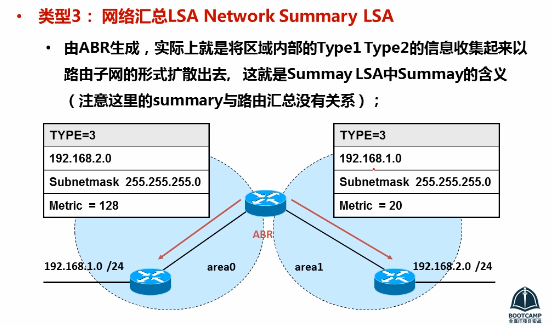 • 类型3： 网络汇总LSA Network Summary LSA
• 由ABR生成，实际上就是将区域内部的Type1 Type2的信息收集起来以
路由子网的形式扩散出去, 这就是Summay LSA中Summay的含义
（注意这里的summary与路由汇总没有关系）；
TYPE=3
192.168.2.0
Subnetmask 255.255.255.0
Metric = 128
TYPE=3
192.168.1.0
Subnetmask 255.255.255.0
Metric = 20
ABR
192.168.1.0 /24
area0
area1
192.168.2.0 /24
BOOTCAMP